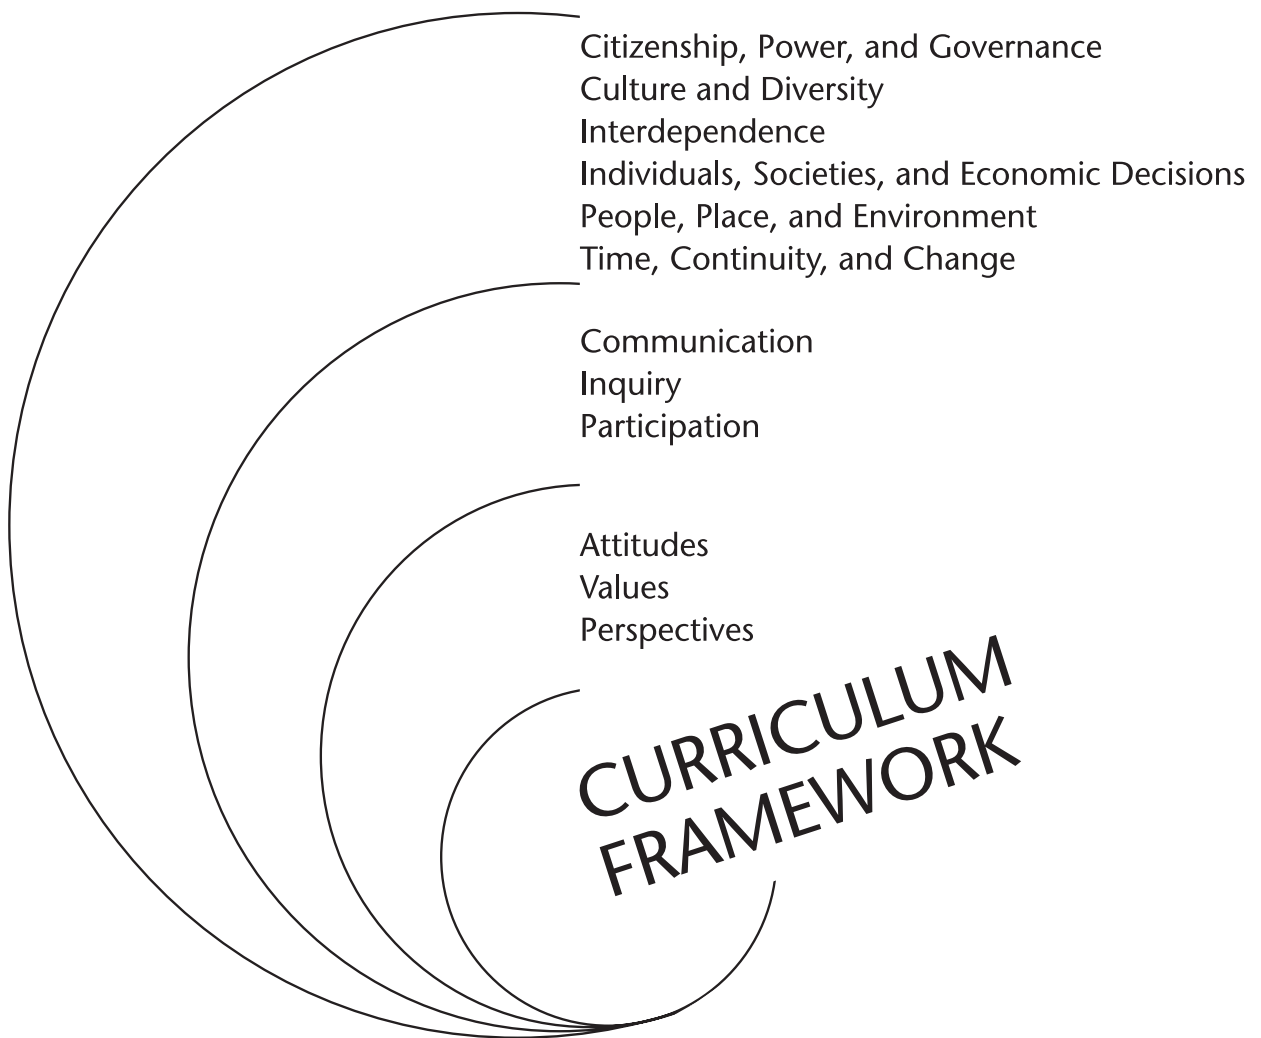 Citizenship, Power, and Governance
Culture and Diversity
Interdependence
Individuals, Societies, and Economic Decisions
People, Place, and Environment
Time, Continuity, and Change
Communication
Inquiry
Participation
Attitudes
Values
Perspectives
CURRICULUM
FRAMEWORK